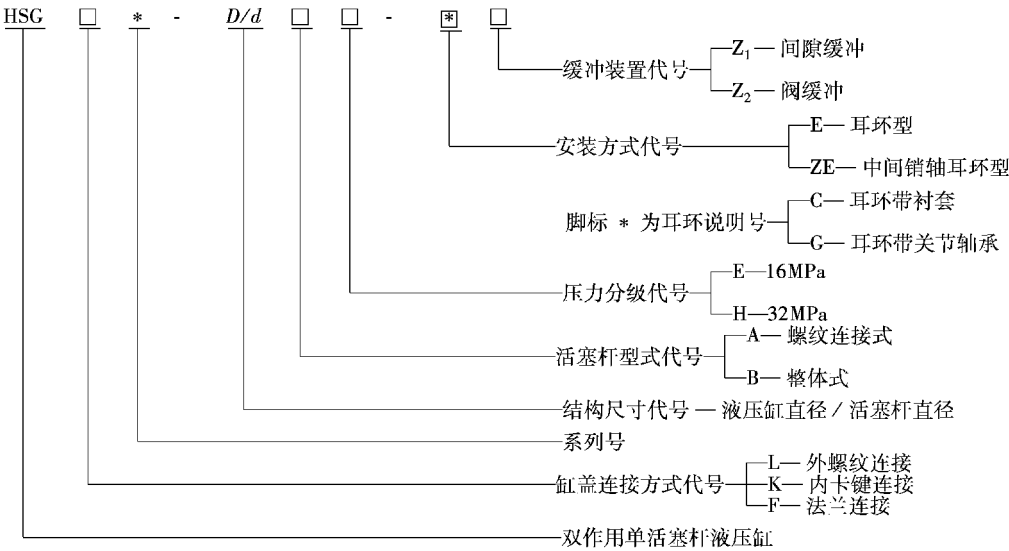 HSG □ * - D/d □ □ - * □
Z₁— 间隙缓冲
缓冲装置代号
Z₂— 阀缓冲
E— 耳环型
安装方式代号
ZE— 中间销轴耳环型
C— 耳环带衬套
脚标 * 为耳环说明号
G— 耳环带关节轴承
E—16MPa
压力分级代号
H—32MPa
A— 螺纹连接式
活塞杆型式代号
B— 整体式
结构尺寸代号 — 液压缸直径 / 活塞杆直径
系列号
L— 外螺纹连接
缸盖连接方式代号 K— 内卡键连接
F— 法兰连接
双作用单活塞杆液压缸